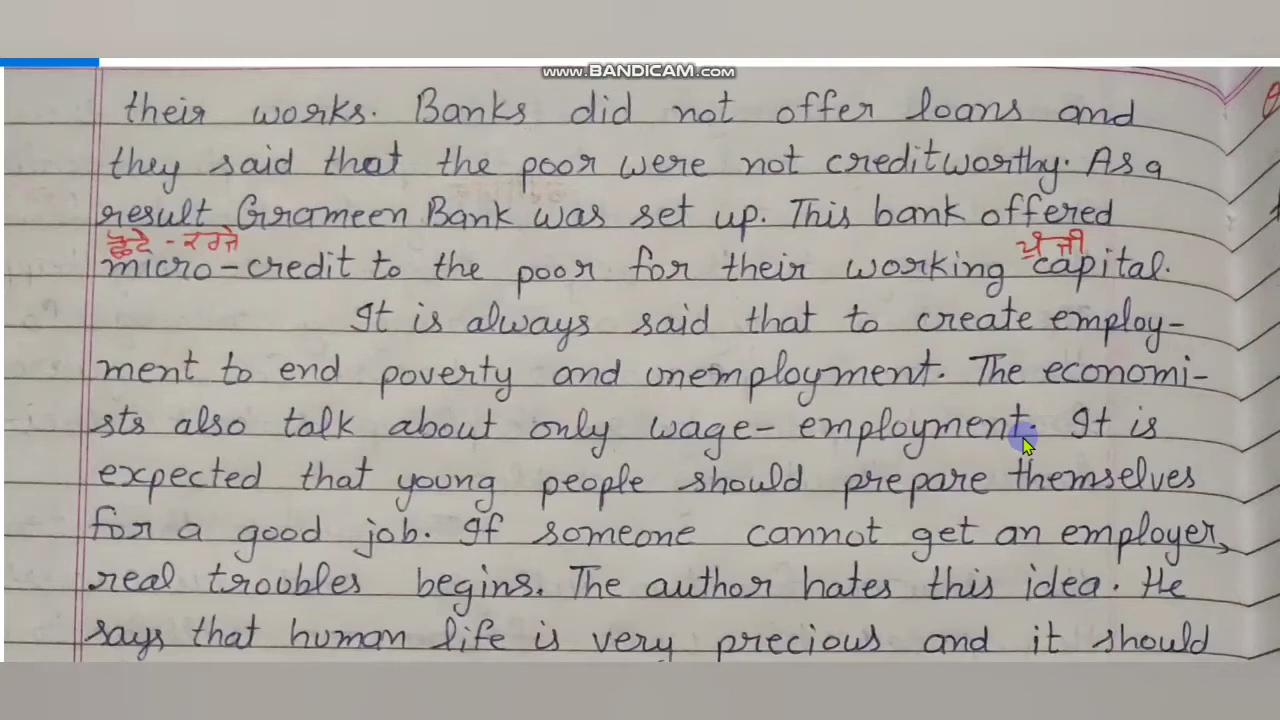 www.BANDICAM.com
their works. Banks did not offer loans and
they said that the poor were not creditworthy. As a
result Grameen Bank was set up. This bank offered
ਛੋਟੇ - ਕਰਜ਼ੇ ਪੂੰਜੀ
micro-credit to the poor for their working capital.
It is always said that to create employ-
ment to end poverty and unemployment. The economi-
sts also talk about only wage- employment. It is
expected that young people should prepare themselves
for a good job. If someone cannot get an employer,
real troubles begins. The author hates this idea. He
says that human life is very precious and it should